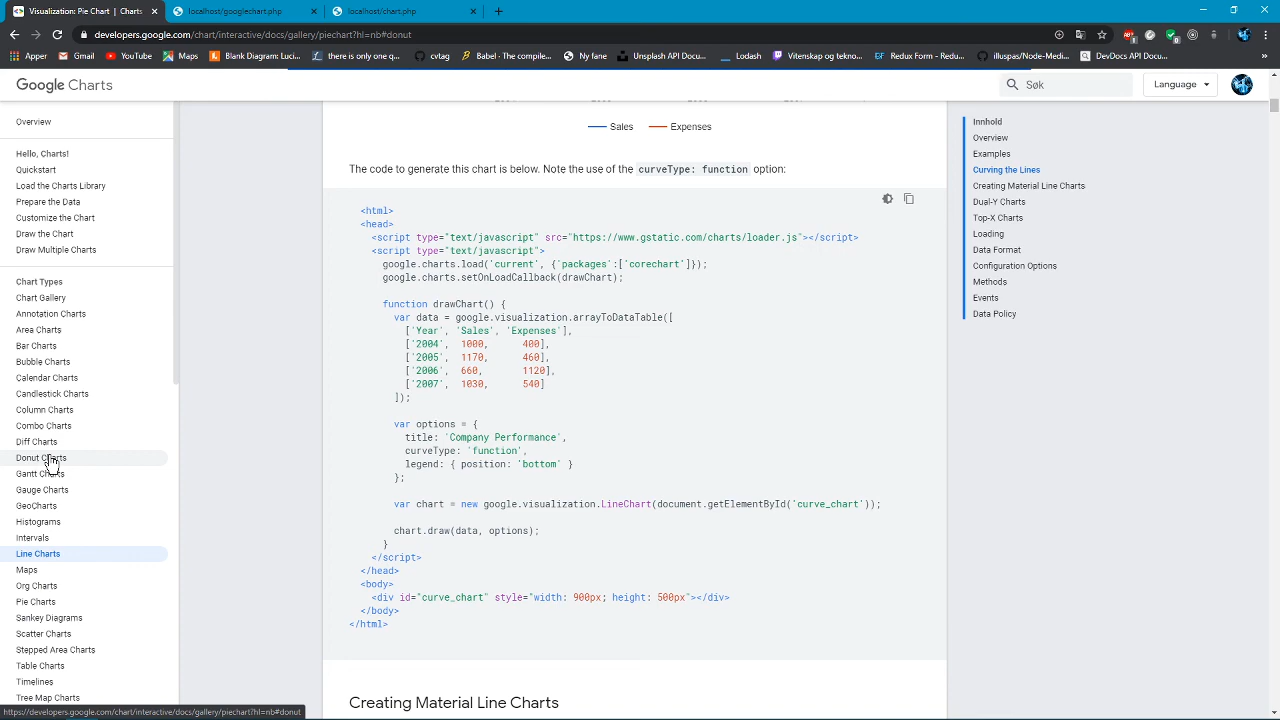 Visualization: Pie Chart | Charts
localhost/googlechart.php
localhost/chart.php
developers.google.com/chart/interactive/docs/gallery/piechart?hl=nb#donut
Apper
Gmail
YouTube
Maps
Blank Diagram: Luci...
there is only one q...
cvtag
Babel - The compile...
Ny fane
Unsplash API Docu...
Lodash
Vitenskap og tekno...
Redux Form - Redu...
illuspas/Node-Medi...
DevDocs API Docu...
Google Charts
Søk
Language
Overview
Hello, Charts!
Quickstart
Load the Charts Library
Prepare the Data
Customize the Chart
Draw the Chart
Draw Multiple Charts
Chart Types
Chart Gallery
Annotation Charts
Area Charts
Bar Charts
Bubble Charts
Calendar Charts
Candlestick Charts
Column Charts
Combo Charts
Diff Charts
Donut Charts
Gantt Charts
Gauge Charts
GeoCharts
Histograms
Intervals
Line Charts
Maps
Org Charts
Pie Charts
Sankey Diagrams
Scatter Charts
Stepped Area Charts
Table Charts
Timelines
Tree Map Charts
https://developers.google.com/chart/interactive/docs/gallery/piechart?hl=nb#donut
Sales Expenses
The code to generate this chart is below. Note the use of the curveType: function option:
<html>
<head>
<script type="text/javascript" src="https://www.gstatic.com/charts/loader.js"></script>
<script type="text/javascript">
google.charts.load('current', {'packages':['corechart']});
google.charts.setOnLoadCallback(drawChart);
function drawChart() {
var data = google.visualization.arrayToDataTable([
['Year', 'Sales', 'Expenses'],
['2004', 1000, 400],
['2005', 1170, 460],
['2006', 660, 1120],
['2007', 1030, 540]
]);
var options = {
title: 'Company Performance',
curveType: 'function',
legend: { position: 'bottom' }
};
var chart = new google.visualization.LineChart(document.getElementById('curve_chart'));
chart.draw(data, options);
}
</script>
</head>
<body>
<div id="curve_chart" style="width: 900px; height: 500px"></div>
</body>
</html>
Creating Material Line Charts
Innhold
Overview
Examples
Curving the Lines
Creating Material Line Charts
Dual-Y Charts
Top-X Charts
Loading
Data Format
Configuration Options
Methods
Events
Data Policy